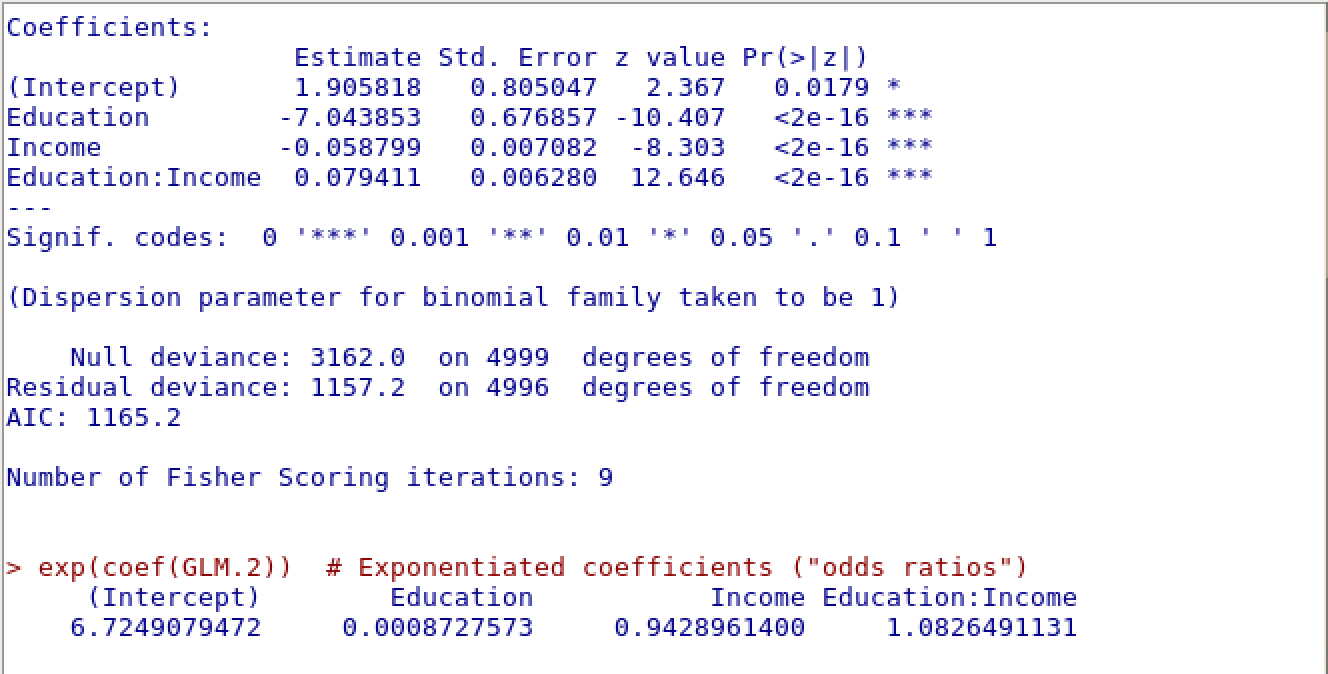 Coefficients:
                  Estimate Std. Error z value Pr(>|z|)
(Intercept)       1.905818   0.805047   2.367   0.0179 *
Education        -7.043853   0.676857 -10.407   <2e-16 ***
Income           -0.058799   0.007082  -8.303   <2e-16 ***
Education:Income  0.079411   0.006280  12.646   <2e-16 ***
---
Signif. codes:  0 '***' 0.001 '**' 0.01 '*' 0.05 '.' 0.1 ' ' 1

(Dispersion parameter for binomial family taken to be 1)

    Null deviance: 3162.0  on 4999  degrees of freedom
Residual deviance: 1157.2  on 4996  degrees of freedom
AIC: 1165.2

Number of Fisher Scoring iterations: 9


> exp(coef(GLM.2))  # Exponentiated coefficients ("odds ratios")
     (Intercept)        Education           Income Education:Income
    6.7249079472     0.0008727573     0.9428961400     1.0826491131